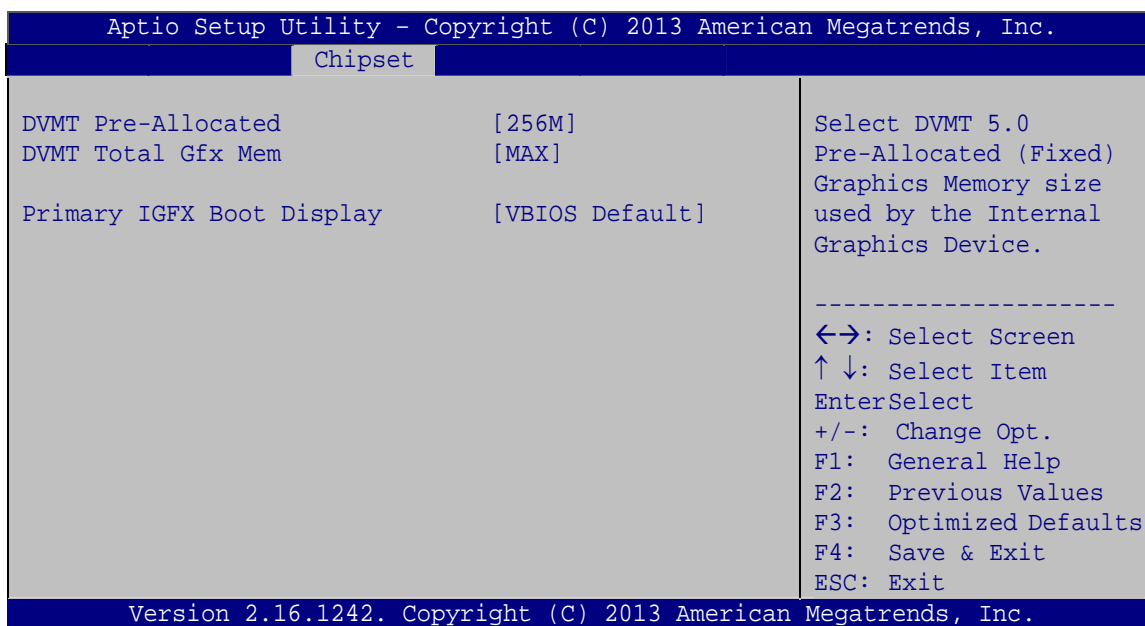 Aptio Setup Utility – Copyright (C) 2013 American Megatrends, Inc.
Chipset
DVMT Pre-Allocated [256M]
DVMT Total Gfx Mem [MAX]
Primary IGFX Boot Display [VBIOS Default]
Select DVMT 5.0
Pre-Allocated (Fixed)
Graphics Memory size
used by the Internal
Graphics Device.
---------------------
←→: Select Screen
↑ ↓: Select Item
EnterSelect
+/-: Change Opt.
F1: General Help
F2: Previous Values
F3: Optimized Defaults
F4: Save & Exit
ESC: Exit
Version 2.16.1242. Copyright (C) 2013 American Megatrends, Inc.